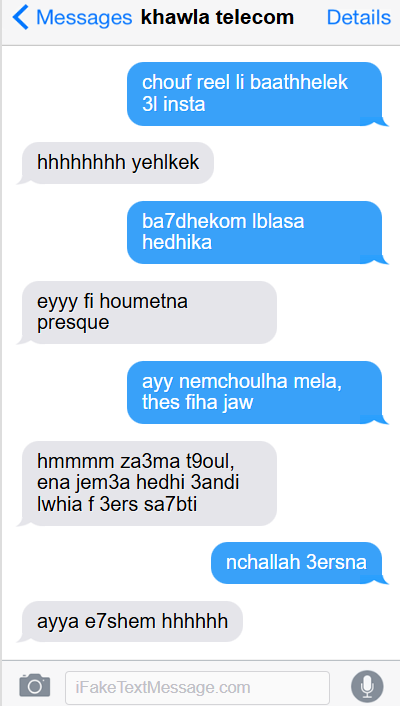 Messages khawla telecom Details
chouf reel li baathhelek
3l insta
hhhhhhhh yehlkek
ba7dhekom lblasa
hedhika
eyyy fi houmetna
presque
ayy nemchoulha mela,
thes fiha jaw
hmmmm za3ma t9oul,
ena jem3a hedhi 3andi
lwhia f 3ers sa7bti
nchallah 3ersna
ayya e7shem hhhhhh
iFakeTextMessage.com